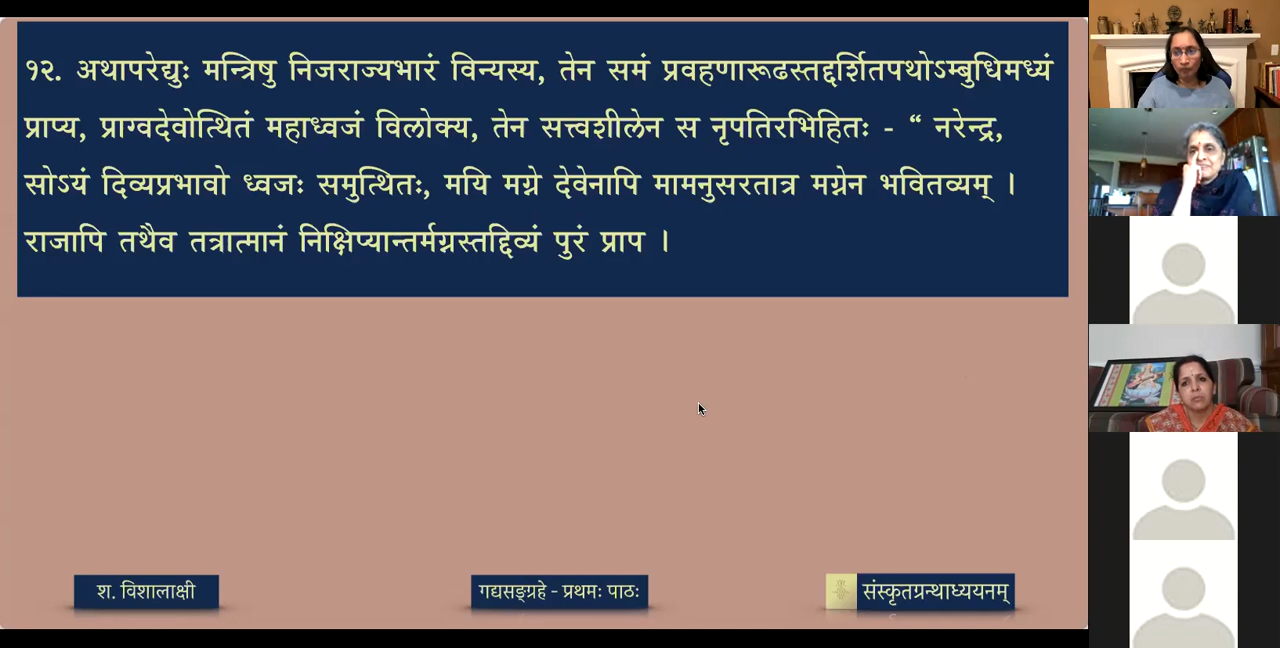 १२. अथापरेद्युः मन्त्रिषु निजराज्यभारं विन्यस्य, तेन समं प्रवहणारूढस्तद्दर्शितपथोऽम्बुधिमध्यं
प्राप्य, प्राग्वदेवोत्थितं महाध्वजं विलोक्य, तेन सत्त्वशीलेन स नृपतिरभिहितः - “ नरेन्द्र,
सोऽयं दिव्यप्रभावो ध्वजः समुत्थितः, मयि मग्ने देवेनापि मामनुसरतात्र मग्नेन भवितव्यम् ।
राजापि तथैव तत्रात्मानं निक्षिप्यान्तर्मग्नस्तद्दिव्यं पुरं प्राप ।
श. विशालाक्षी
गद्यसङ्ग्रहे - प्रथमः पाठः
संस्कृतग्रन्थाध्ययनम्